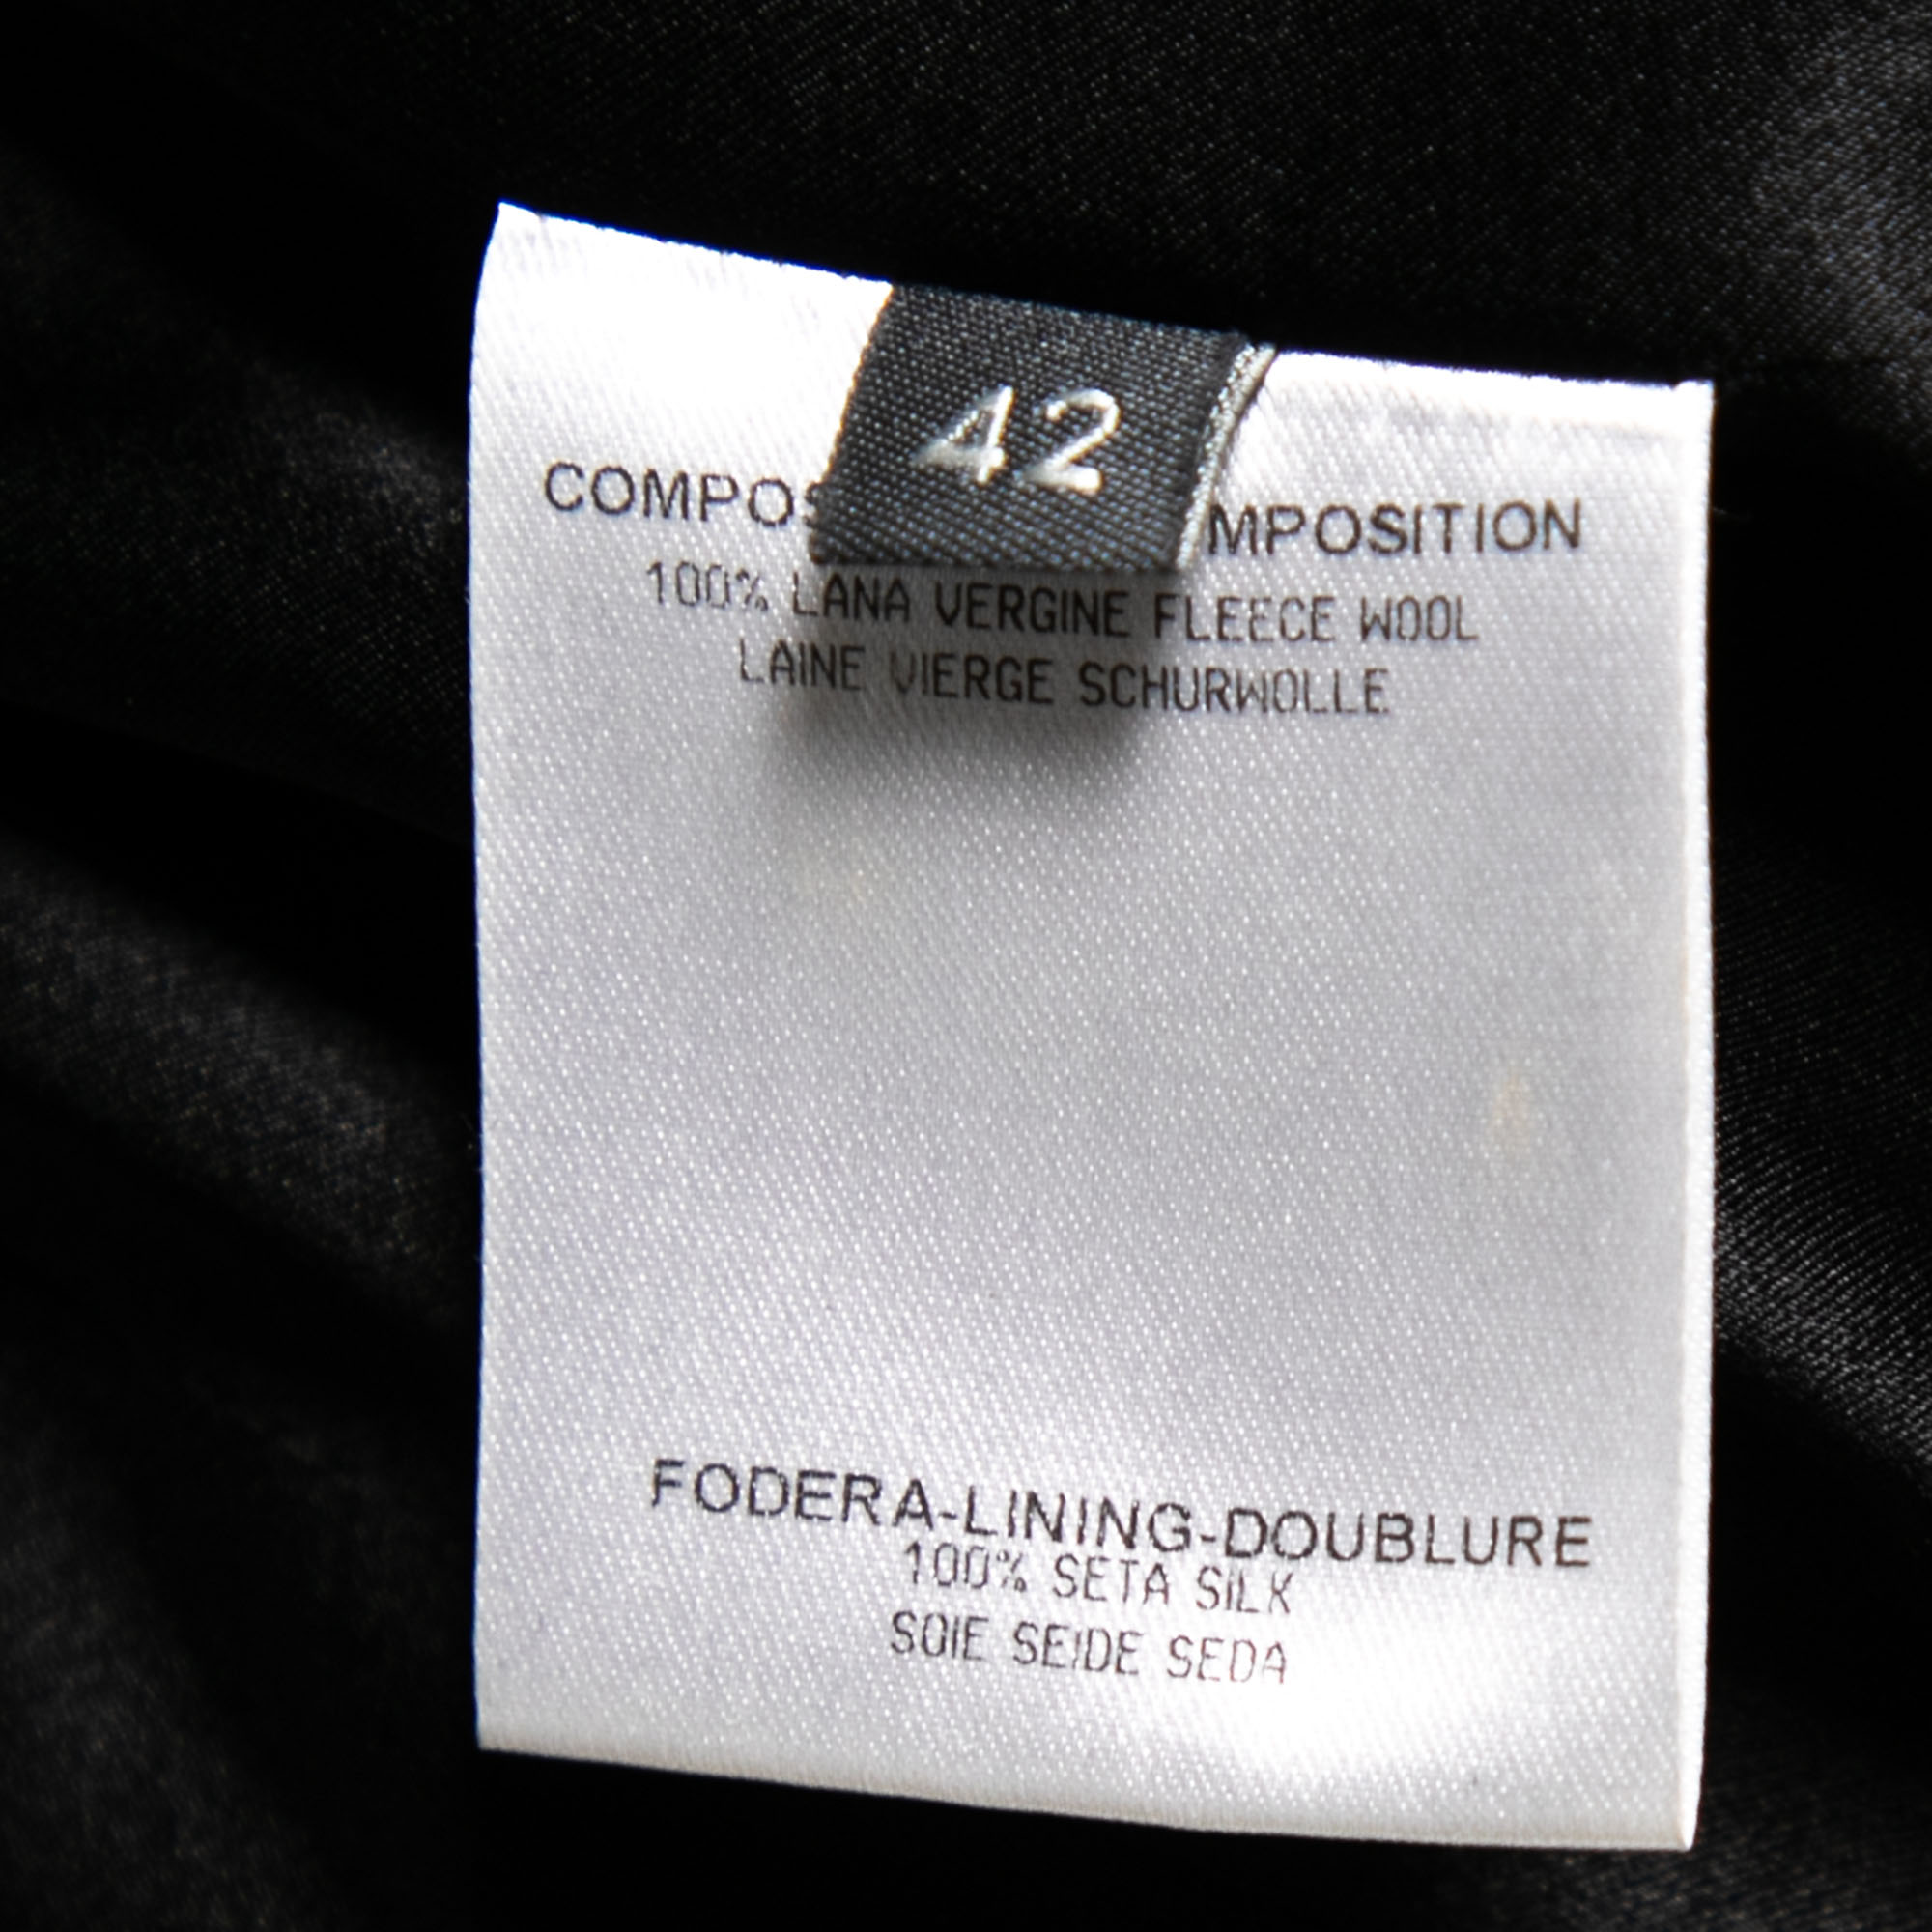 42
MPOSITION
100% LANA VERGINE FLEECE WOOL
LAINE VIERGE SCHURWOLLE
FODERA-LINING-DOUBLURE
100% SETA SILK
SOIE SEIDE SEDA